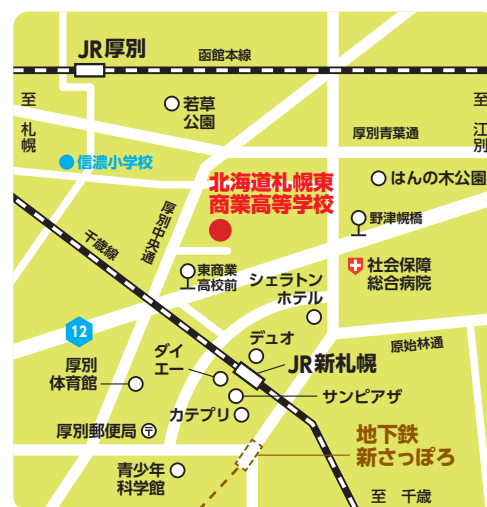 JR厚別
函館本線
至
札
幌
至
江
別
若草
公園
厚別青葉通
信濃小学校
北海道札幌東
商業高等学校
はんの木公園
厚別中央通
野津幌橋
千歳線
東商業
高校前
シェラトン
ホテル
社会保障
総合病院
12
デュオ
原始林通
ダイ
エー
JR新札幌
厚別
体育館
サンピアザ
カテプリ
厚別郵便局
地下鉄
新さっぽろ
青少年
科学館
至 千歳